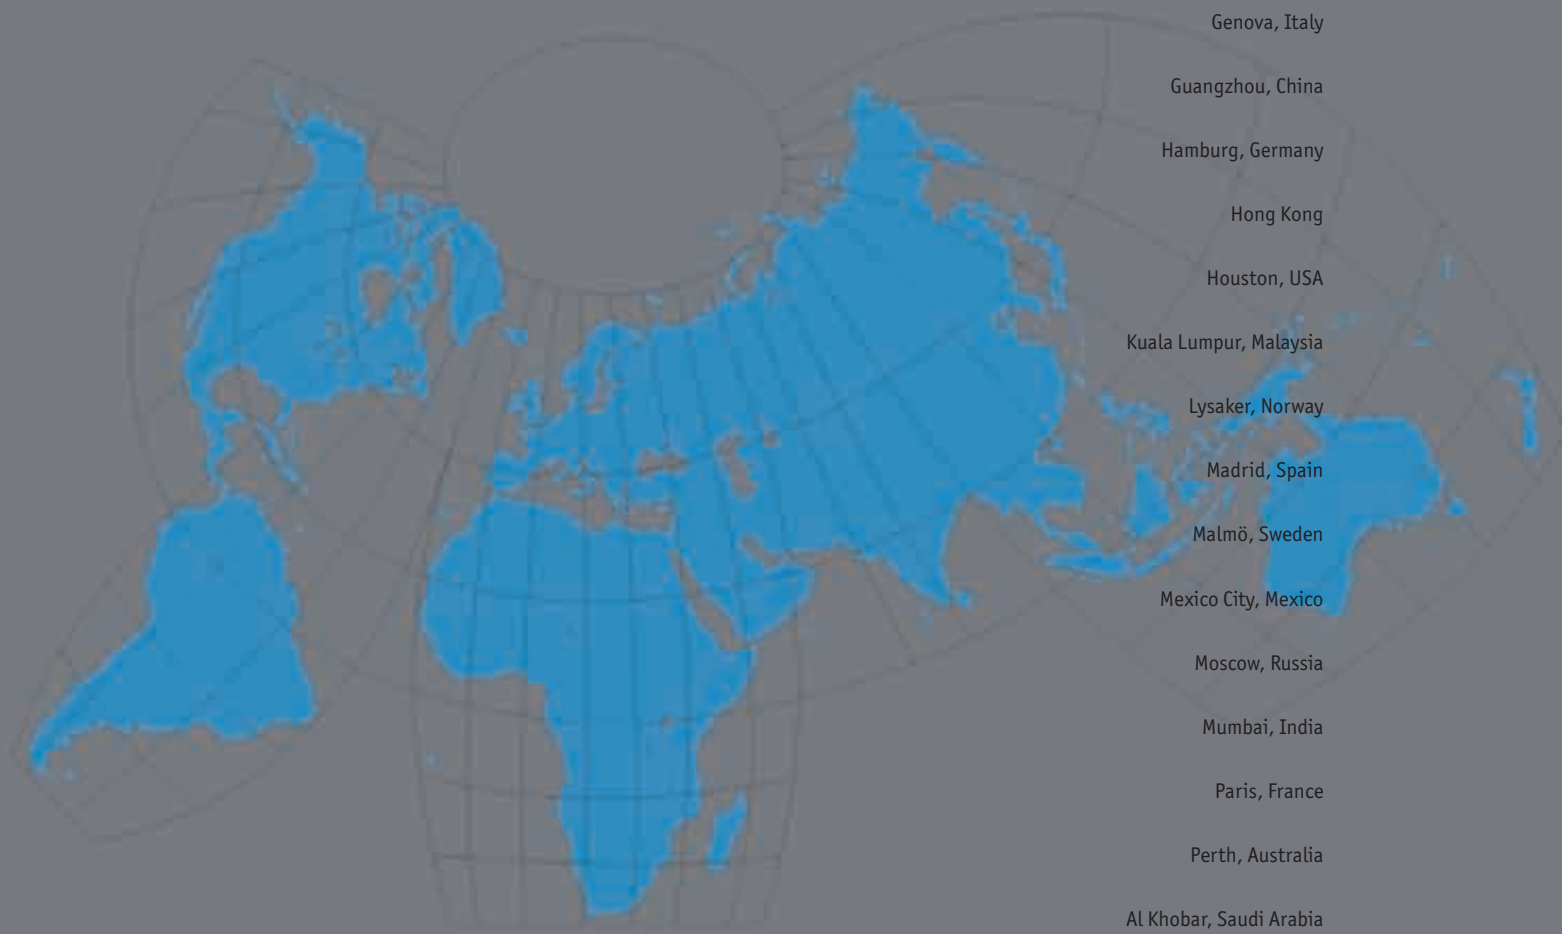 Genova, Italy
Guangzhou, China
Hamburg, Germany
Hong Kong
Houston, USA
Kuala Lumpur, Malaysia
Lysaker, Norway
Madrid, Spain
Malmö, Sweden
Mexico City, Mexico
Moscow, Russia
Mumbai, India
Paris, France
Perth, Australia
Al Khobar, Saudi Arabia